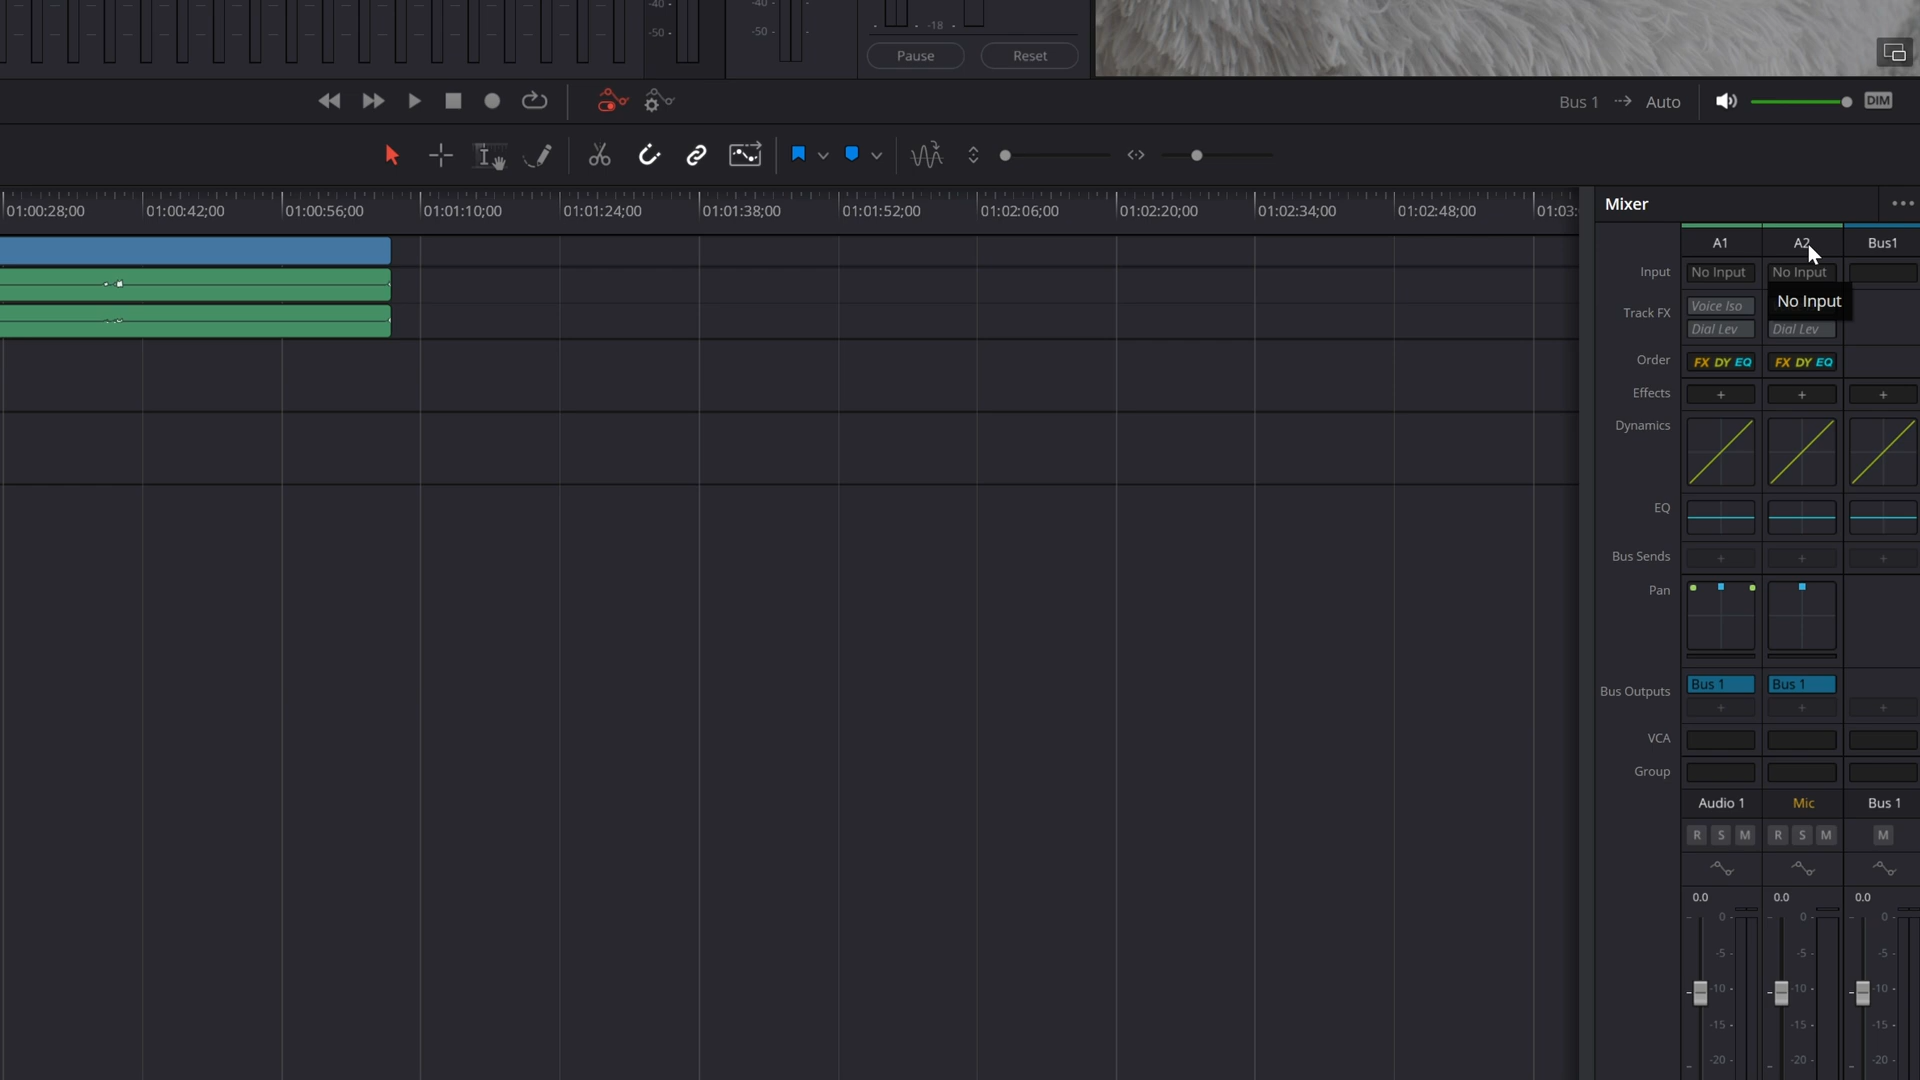 -40 -
-50 -
-40
-50 -
-18 -
Pause
Reset
Bus 1 → Auto
DIM
01:00:28;00
01:00:42;00
01:00:56;00
01:01:10;00
01:01:24;00
01:01:38;00
01:01:52;00
01:02:06;00
01:02:20;00
01:02:34;00
01:02:48;00
01:03:
Mixer
A1
A2
Bus1
Input
No Input
No Input
No Input
Track FX
Voice Iso
Dial Lev
Dial Lev
Order
FX DY EQ
FX DY EQ
Effects
+
+
+
Dynamics
EQ
Bus Sends
+
+
+
Pan
Bus Outputs
Bus 1
Bus 1
+
+
+
VCA
Group
Audio 1
Mic
Bus 1
R S M
R S M
M
0.0
0.0
0.0
0-
0-
0-
-5 -
-5 -
-5 -
-10 -
-10 -
-10 -
-15 -
-15 -
-15 -
-20 -
-20 -
-20 -